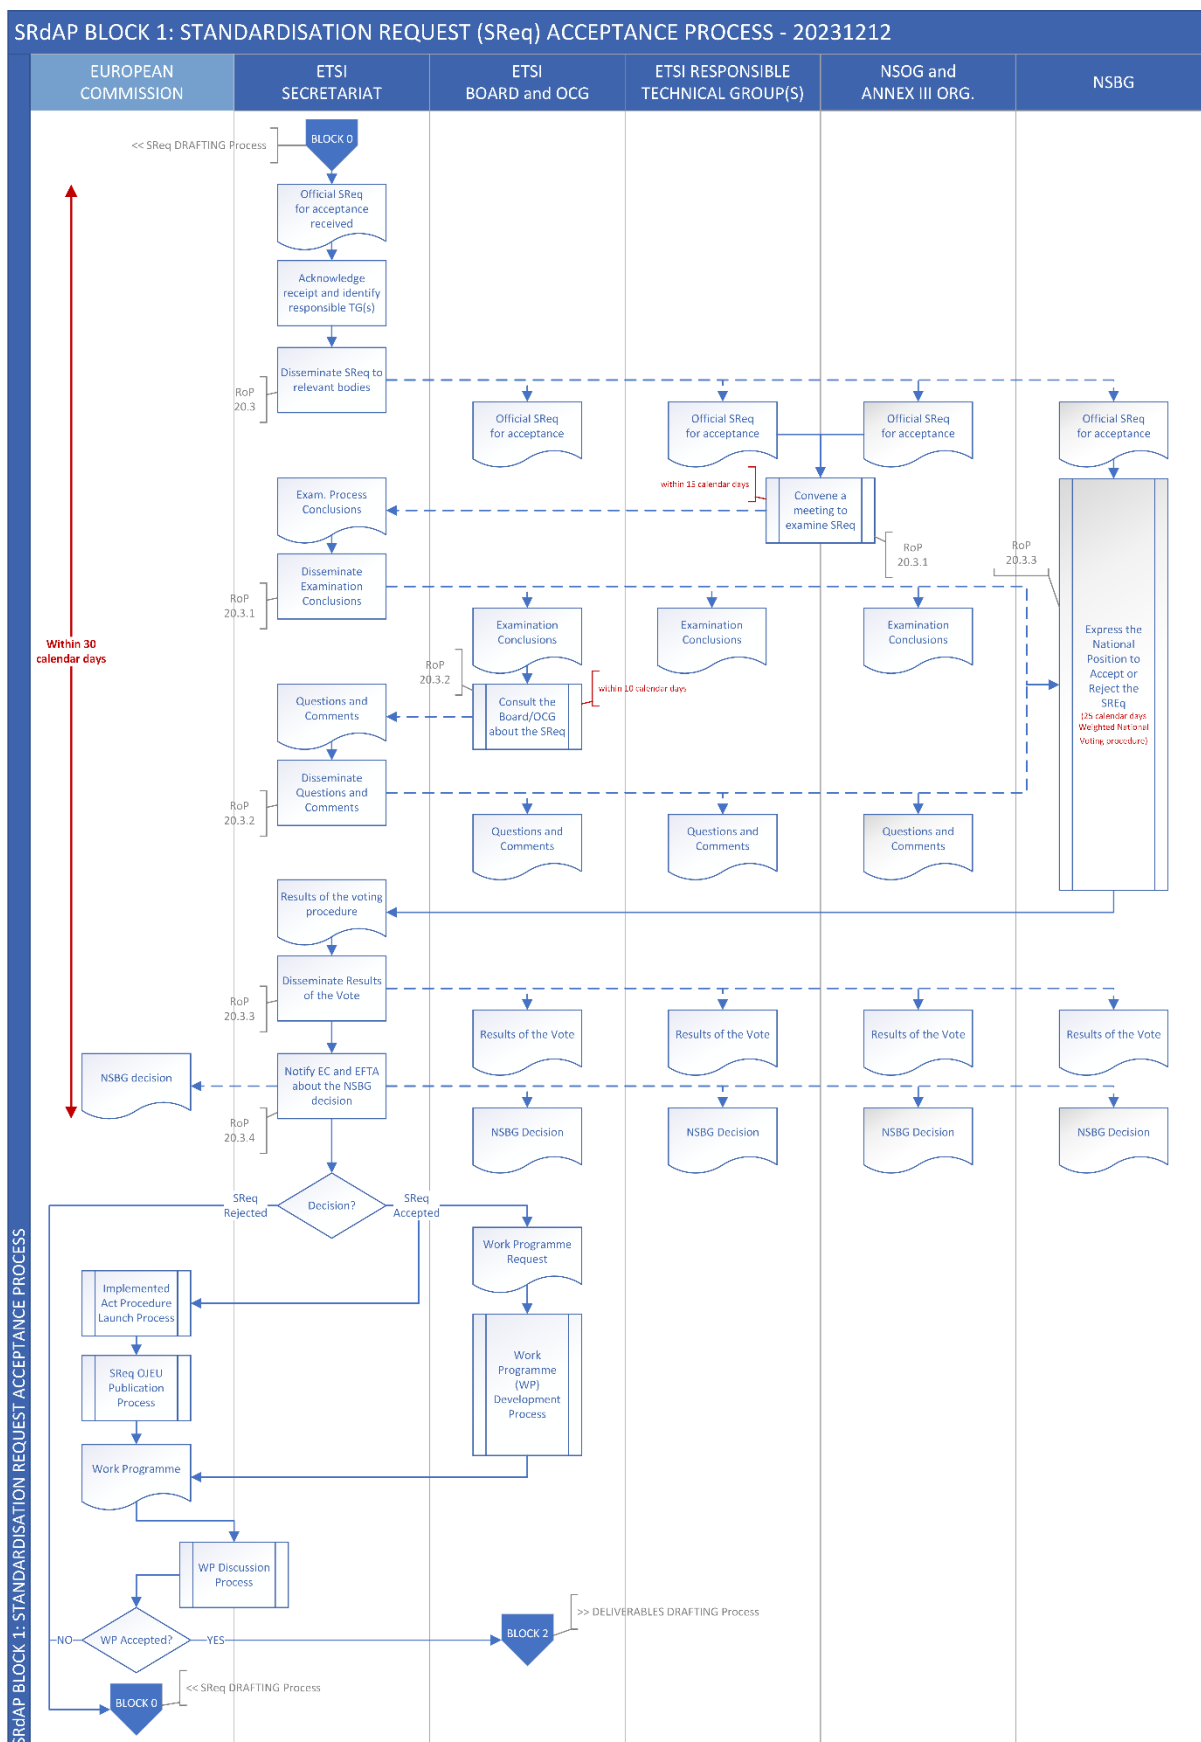 SRdAP BLOCK 1: STANDARDISATION REQUEST (SReq) ACCEPTANCE PROCESS - 20231212
EUROPEAN
COMMISSION
ETSI
SECRETARIAT
ETSI
BOARD and OCG
ETSI RESPONSIBLE
TECHNICAL GROUP(S)
NSOG and
ANNEX III ORG.
NSBG
<< SReq DRAFTING Process
BLOCK 0
Official SReq
for acceptance
received
Acknowledge
receipt and identify
responsible TG(s)
Disseminate SReq to
relevant bodies
RoP
20.3
Official SReq
for acceptance
Official SReq
for acceptance
Official SReq
for acceptance
Official SReq
for acceptance
within 15 calendar days
Convene a
meeting to
examine SReq
RoP
20.3.1
Exam. Process
Conclusions
Disseminate
Examination
Conclusions
RoP
20.3.1
RoP
20.3.3
Examination
Conclusions
Examination
Conclusions
Examination
Conclusions
Express the
National
Position to
Accept or
Reject the
SREq
(25 calendar days
Weighted National
Voting procedure)
Within 30
calendar days
RoP
20.3.2
within 10 calendar days
Consult the
Board/OCG
about the SReq
Questions and
Comments
Disseminate
Questions and
Comments
RoP
20.3.2
Questions and
Comments
Questions and
Comments
Questions and
Comments
Results of the voting
procedure
Disseminate Results
of the Vote
RoP
20.3.3
Results of the Vote
Results of the Vote
Results of the Vote
Results of the Vote
NSBG decision
Notify EC and EFTA
about the NSBG
decision
RoP
20.3.4
NSBG Decision
NSBG Decision
NSBG Decision
NSBG Decision
SReq
Rejected
Decision?
SReq
Accepted
Work Programme
Request
Implemented
Act Procedure
Launch Process
SReq OJEU
Publication
Process
Work
Programme
(WP)
Development
Process
Work Programme
WP Discussion
Process
NO
WP Accepted?
YES
BLOCK 2
>> DELIVERABLES DRAFTING Process
BLOCK 0
<< SReq DRAFTING Process
SRdAP BLOCK 1: STANDARDISATION REQUEST ACCEPTANCE PROCESS